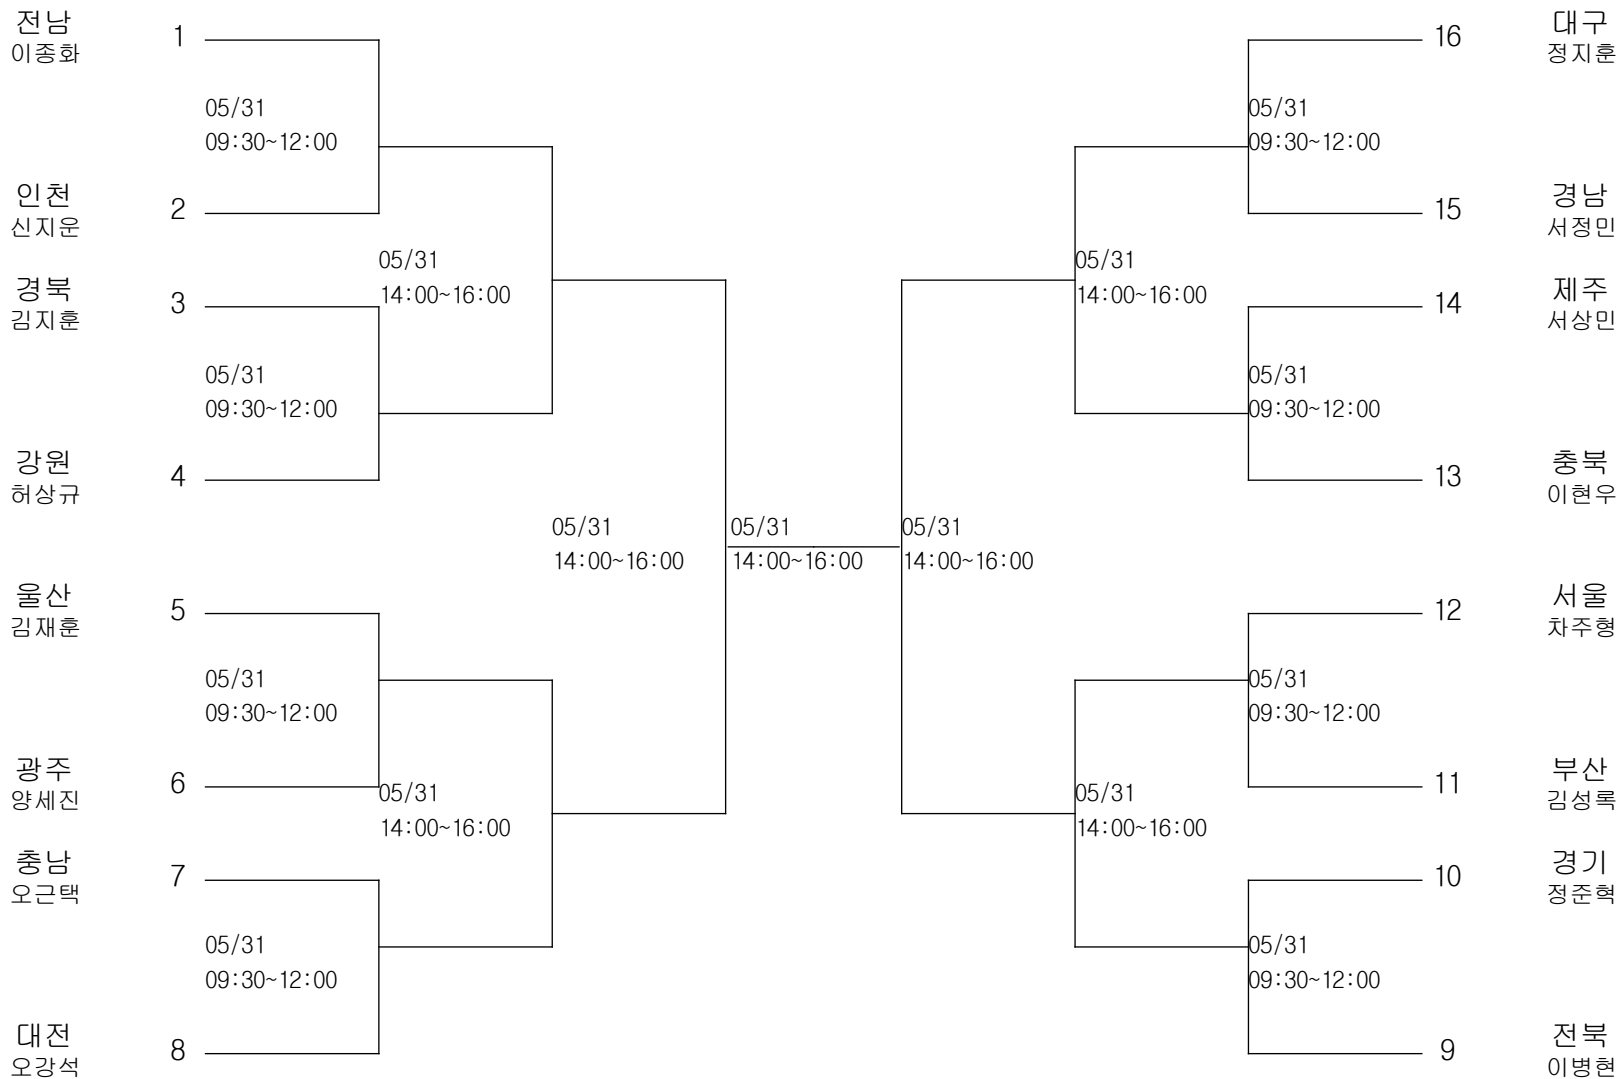 전남
이종화
1
05/31
09:30~12:00
인천
신지운
2
05/31
14:00~16:00
경북
김지훈
3
05/31
09:30~12:00
강원
허상규
4
05/31
14:00~16:00
울산
김재훈
5
05/31
09:30~12:00
광주
양세진
6
05/31
14:00~16:00
충남
오근택
7
05/31
09:30~12:00
대전
오강석
8
05/31
14:00~16:00
16
대구
정지훈
05/31
09:30~12:00
15
경남
서정민
05/31
14:00~16:00
14
제주
서상민
05/31
09:30~12:00
13
충북
이현우
05/31
14:00~16:00
12
서울
차주형
05/31
09:30~12:00
11
부산
김성록
05/31
14:00~16:00
10
경기
정준혁
05/31
09:30~12:00
9
전북
이병현